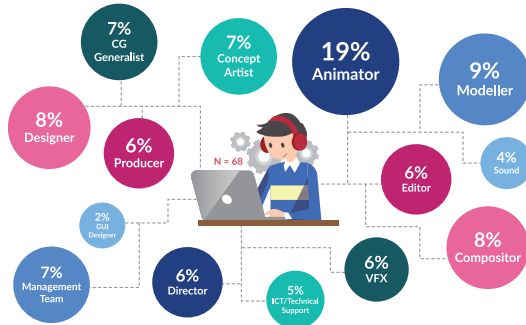 7%
CG
Generalist
7%
Concept
Artist
19%
Animator
9%
Modeller
8%
Designer
6%
Producer
N = 68
4%
Sound
6%
Editor
2%
GUI
Designer
8%
Compositor
7%
Management
Team
6%
Director
5%
ICT/Technical
Support
6%
VFX